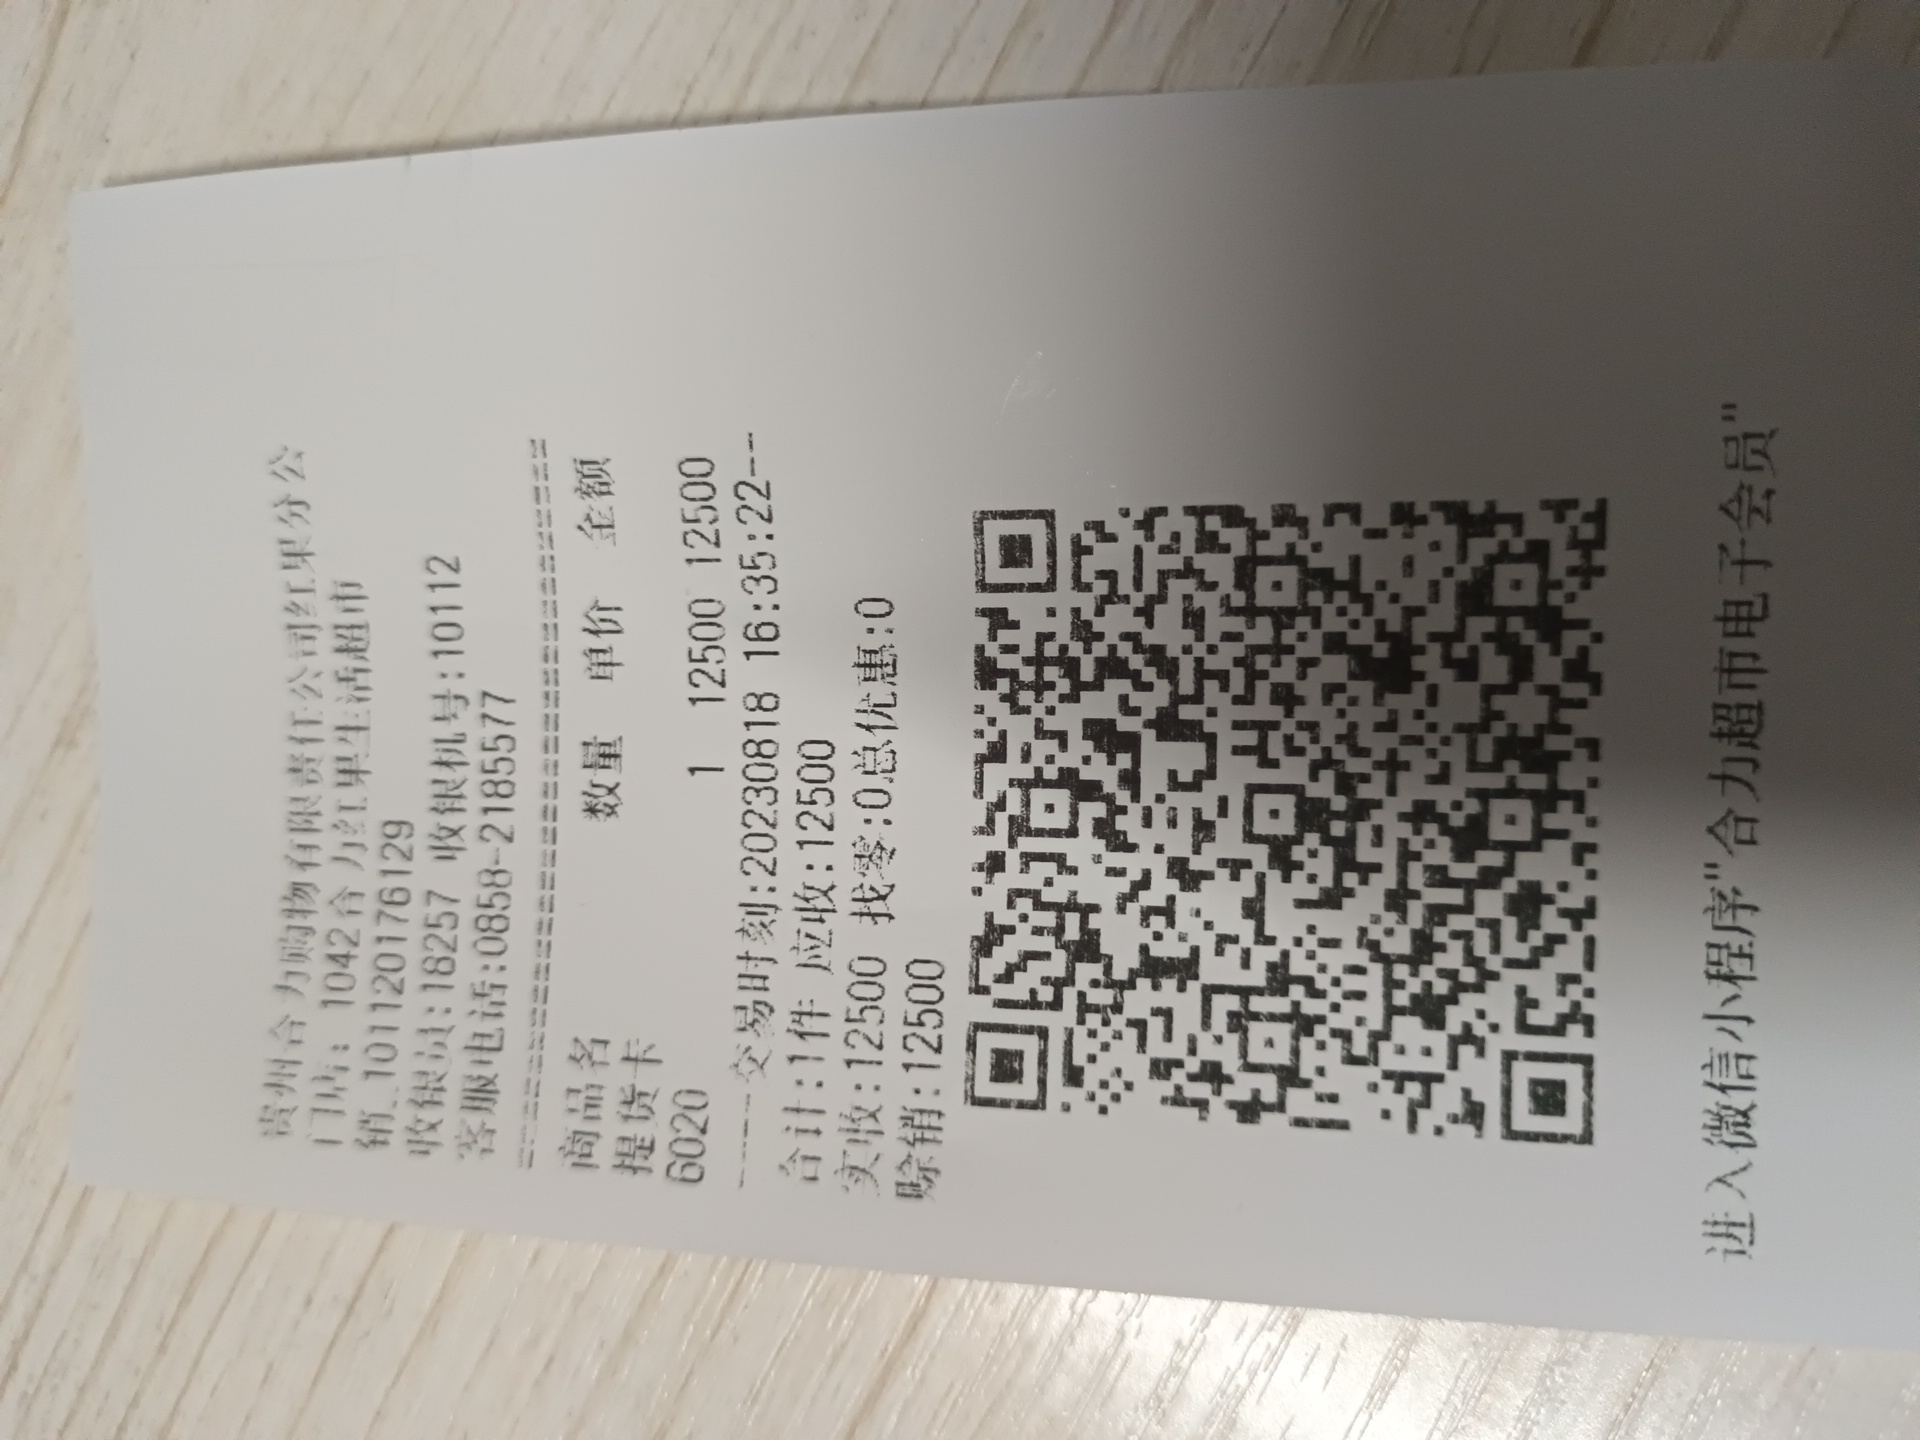 贵州合力购物有限责任公司红果分公
门店: 1042合力红果生活超市
销_1011201176129
收银员:18257 收银机号:10112
客服电话:0858-2185577
================================
商品名 数量 单价 金额
提货卡
6020 1 12500 12500
----交易时刻:20230818 16:35:22---
合计:1件 应收:12500
实收:12500 找零:0总优惠:0
赊销:12500
进入微信小程序"合力超市电子会员"